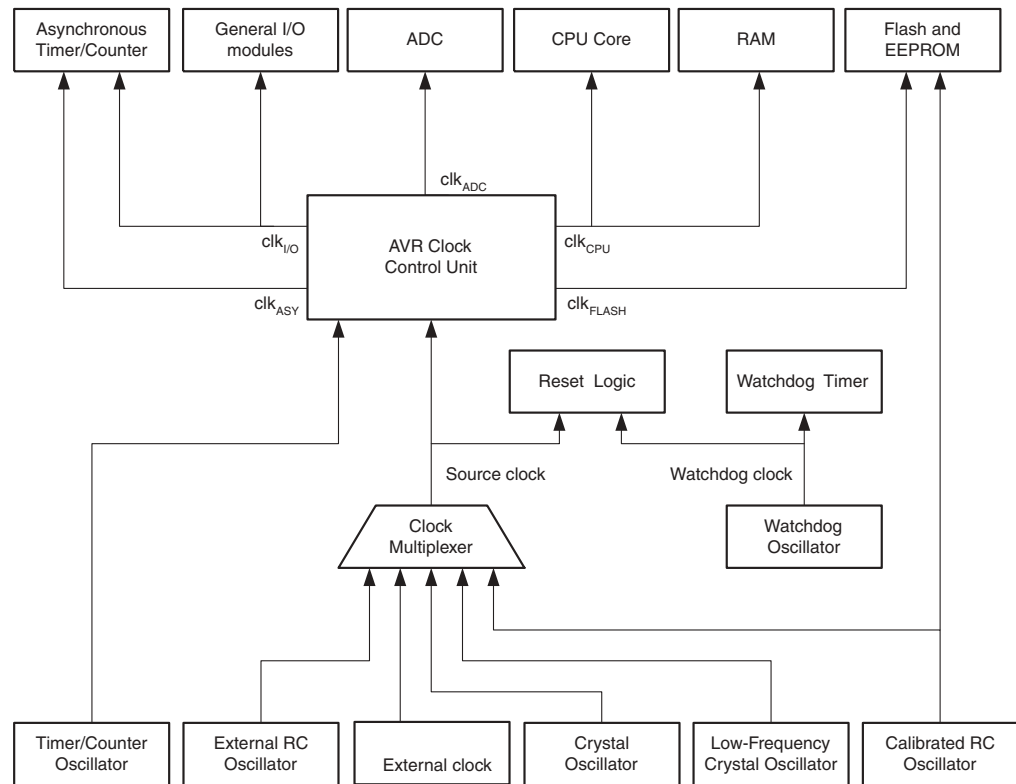 Asynchronous
Timer/Counter
General I/O
modules
ADC
CPU Core
RAM
Flash and
EEPROM
clkADC
clkI/O
AVR Clock
Control Unit
clkCPU
clkASY
clkFLASH
Reset Logic
Watchdog Timer
Source clock
Watchdog clock
Clock
Multiplexer
Watchdog
Oscillator
Timer/Counter
Oscillator
External RC
Oscillator
External clock
Crystal
Oscillator
Low-Frequency
Crystal Oscillator
Calibrated RC
Oscillator